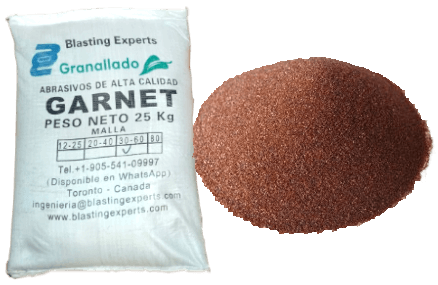 Blasting Experts
Granallado
ABRASIVOS DE ALTA CALIDAD
GARNET
PESO NETO 25 Kg
MALLA
12-25 20-40 30-60 80
✓
Tel.+1-905-541-09997
(Disponible en WhatsApp)
Toronto - Canada
ingenieria@blastingexperts.com
www.blastingexperts.com